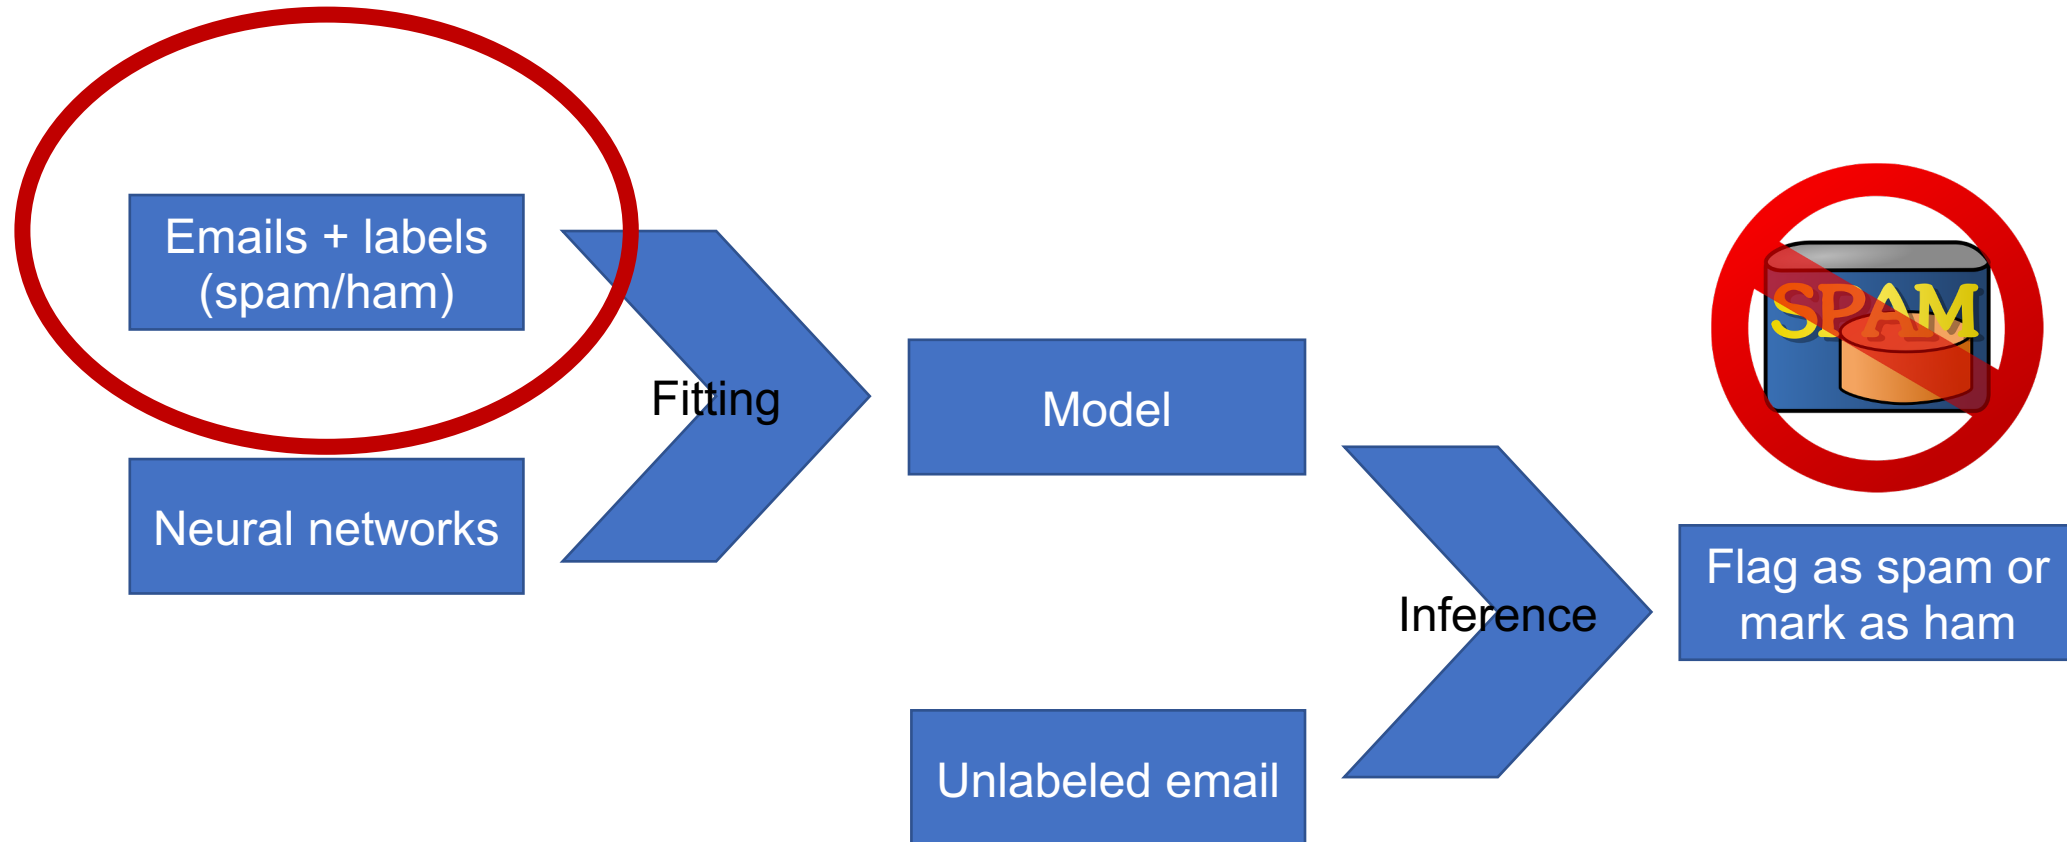 Emails + labels
(spam/ham)
Neural networks
Fitting
Model
Unlabeled email
Inference
SPAM
Flag as spam or
mark as ham